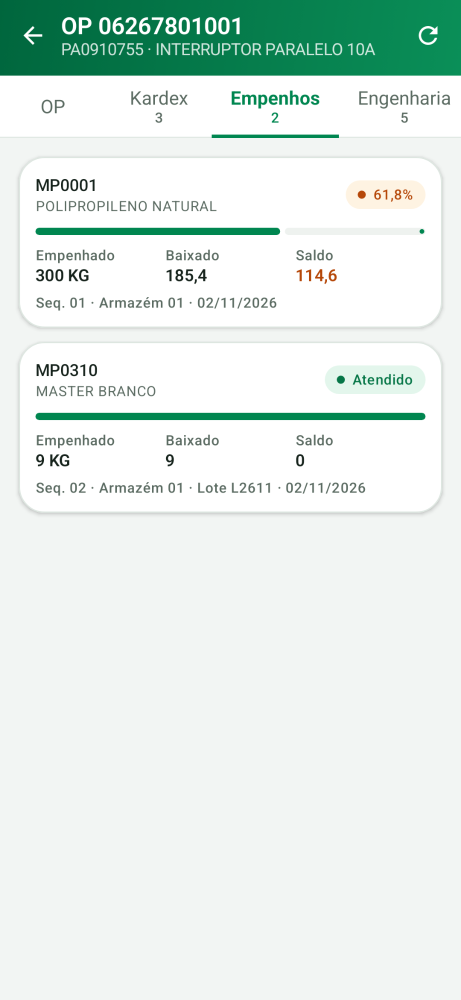 OP 06267801001
PA0910755 · INTERRUPTOR PARALELO 10A
OP
Kardex
3
Empenhos
2
Engenharia
5
MP0001
POLIPROPILENO NATURAL
61,8%
Empenhado Baixado Saldo
300 KG 185,4 114,6
Seq. 01 · Armazém 01 · 02/11/2026
MP0310
MASTER BRANCO
Atendido
Empenhado Baixado Saldo
9 KG 9 0
Seq. 02 · Armazém 01 · Lote L2611 · 02/11/2026